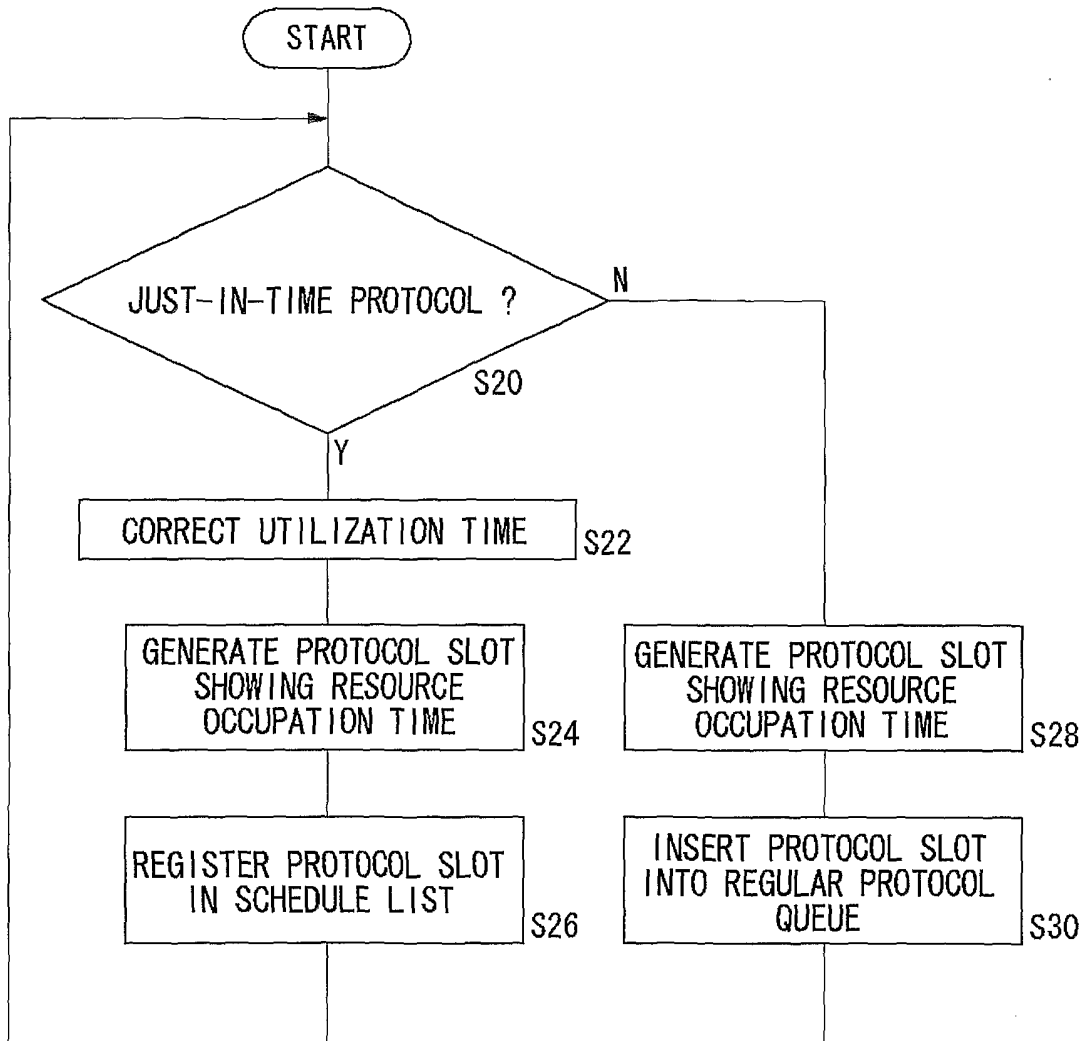 START
JUST-IN-TIME PROTOCOL ?
N
S20
Y
CORRECT UTILIZATION TIME
S22
GENERATE PROTOCOL SLOT
SHOWING RESOURCE
OCCUPATION TIME
S24
GENERATE PROTOCOL SLOT
SHOWING RESOURCE
OCCUPATION TIME
S28
REGISTER PROTOCOL SLOT
IN SCHEDULE LIST
S26
INSERT PROTOCOL SLOT
INTO REGULAR PROTOCOL
QUEUE
S30